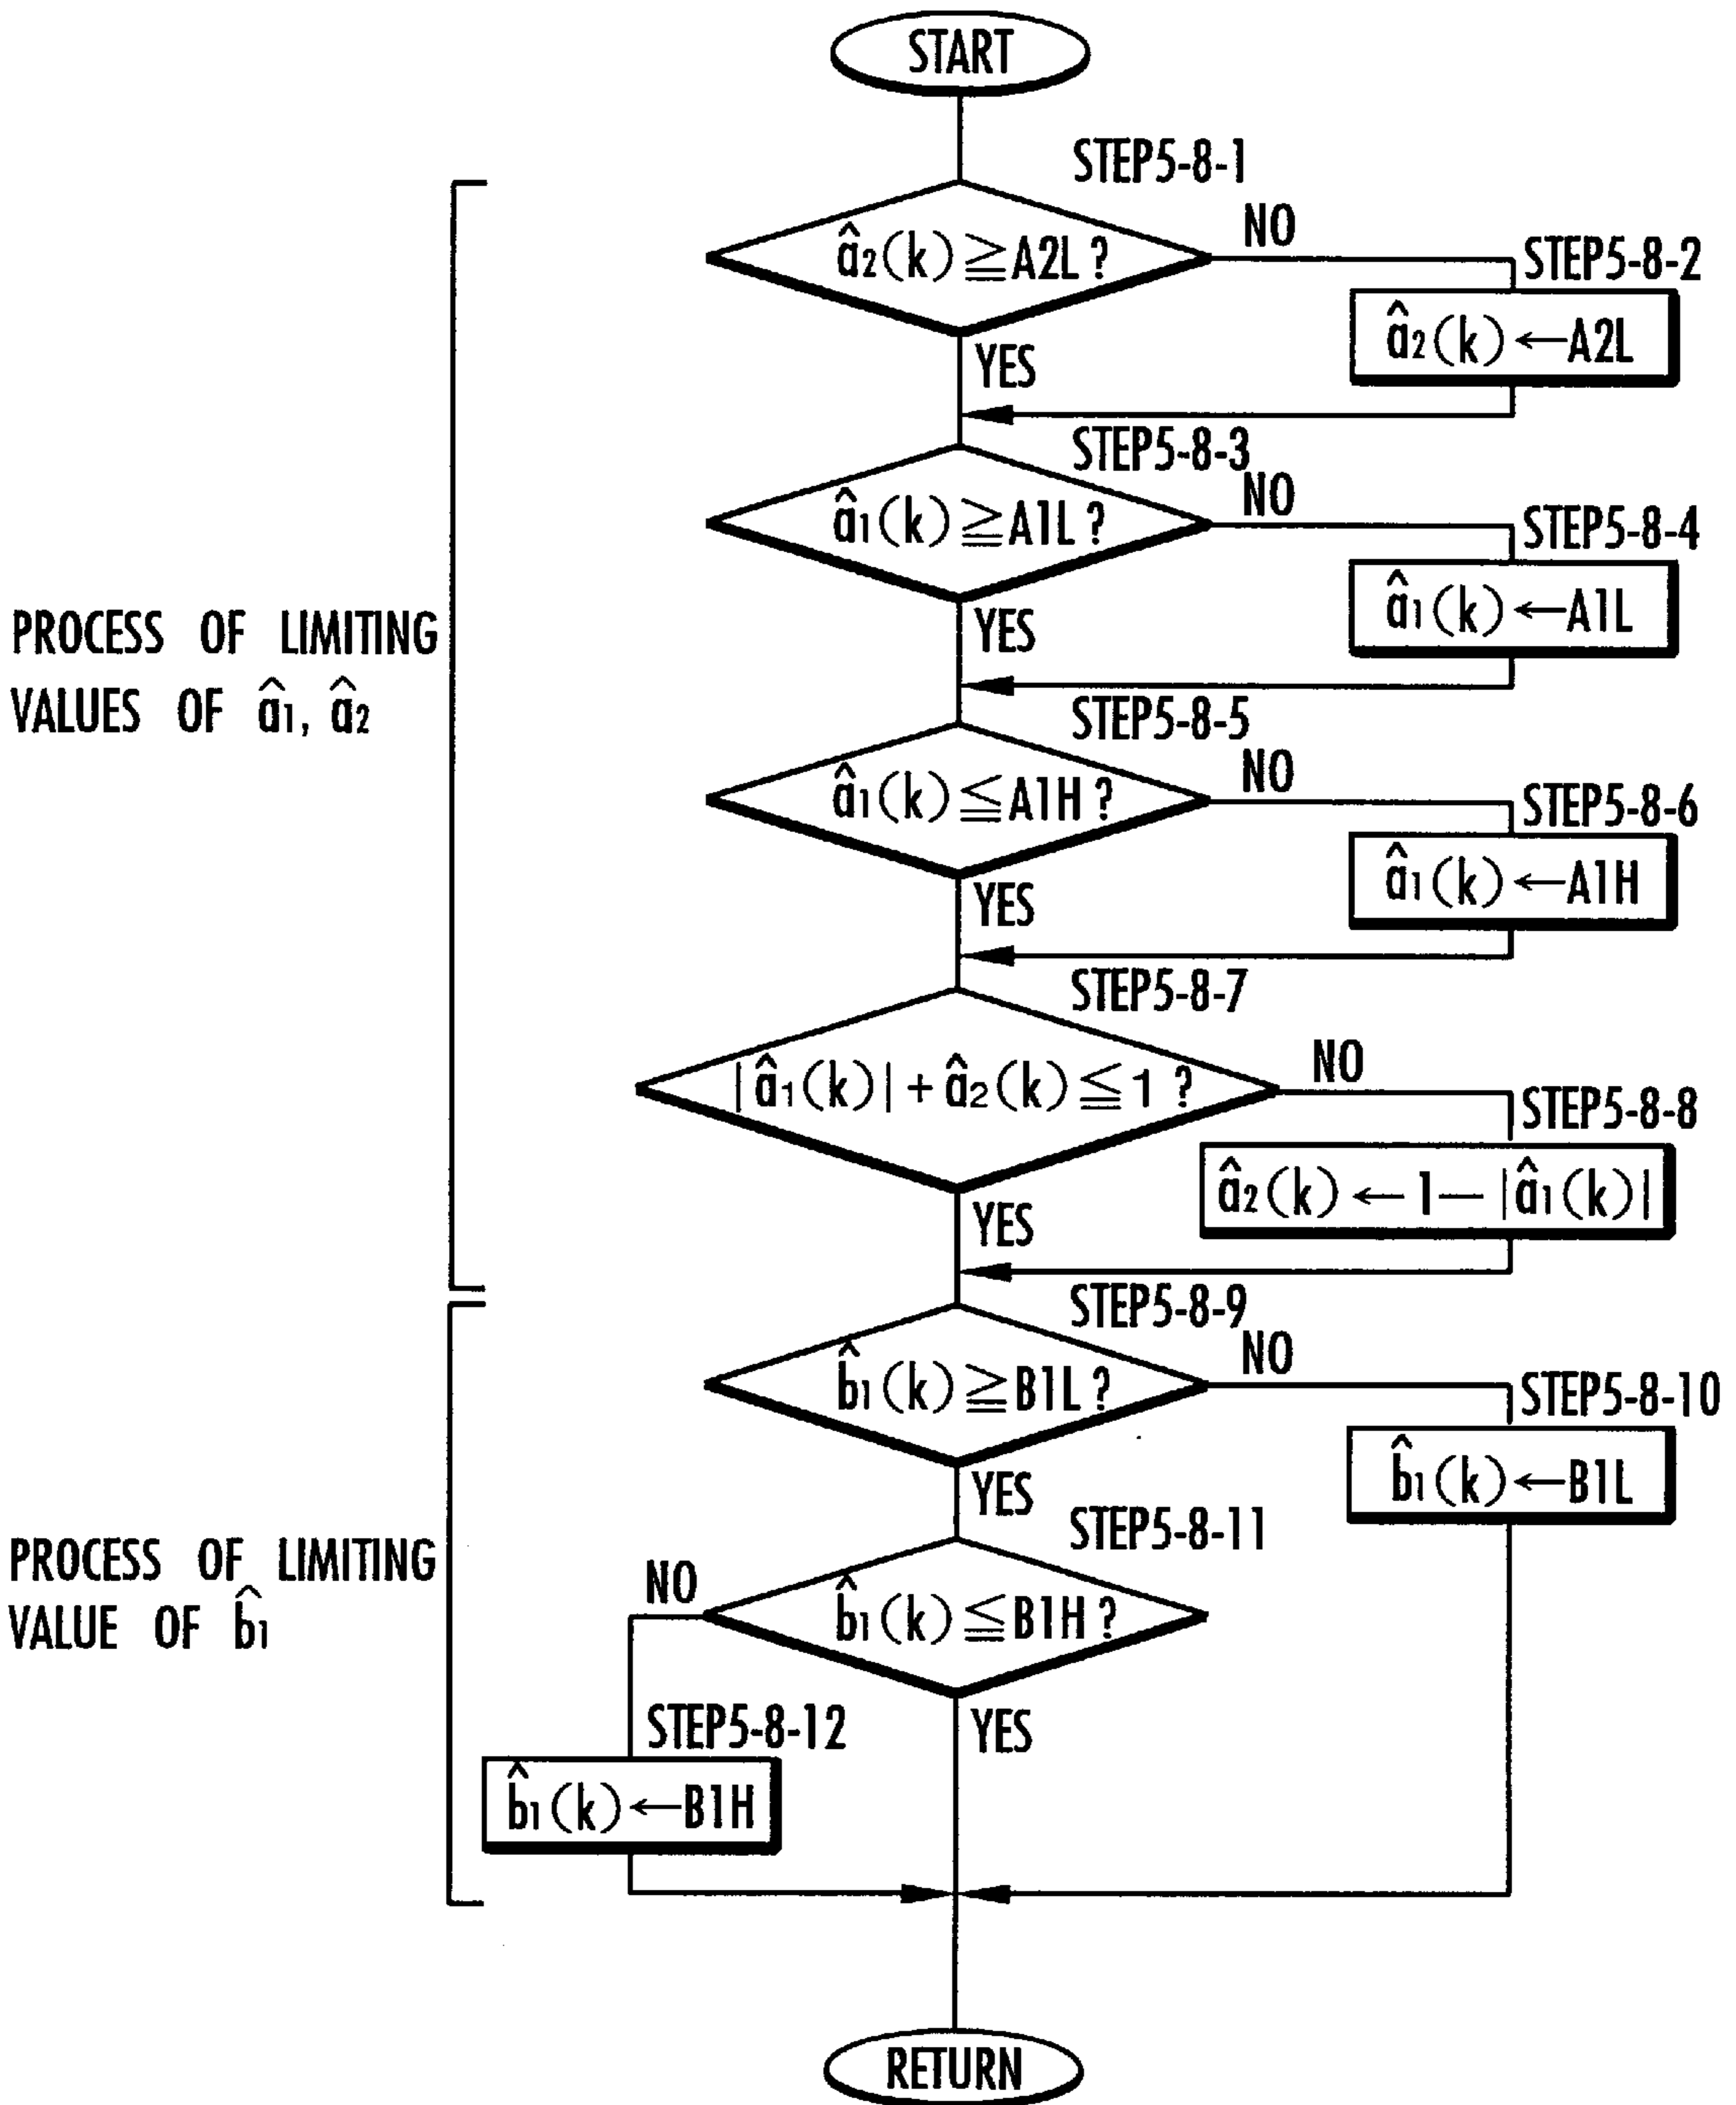 START
STEP5-8-1
â2(k)≧A2L?
NO
STEP5-8-2
â2(k)←A2L
YES
STEP5-8-3
â1(k)≧A1L?
NO
STEP5-8-4
â1(k)←A1L
YES
PROCESS OF LIMITING
VALUES OF â1, â2
STEP5-8-5
â1(k)≦A1H?
NO
STEP5-8-6
â1(k)←A1H
YES
STEP5-8-7
|â1(k)|+â2(k)≦1?
NO
STEP5-8-8
â2(k)←1—|â1(k)|
YES
STEP5-8-9
b̂1(k)≧B1L?
NO
STEP5-8-10
b̂1(k)←B1L
YES
STEP5-8-11
PROCESS OF LIMITING
VALUE OF b̂1
b̂1(k)≦B1H?
NO
STEP5-8-12
b̂1(k)←B1H
YES
RETURN